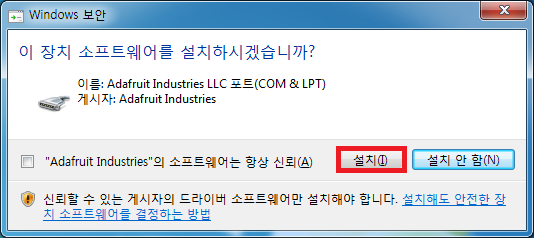 Windows 보안
이 장치 소프트웨어를 설치하시겠습니까?
이름: Adafruit Industries LLC 포트(COM & LPT)
게시자: Adafruit Industries
"Adafruit Industries"의 소프트웨어는 항상 신뢰(A)
설치(I)
설치 안 함(N)
신뢰할 수 있는 게시자의 드라이버 소프트웨어만 설치해야 합니다. 설치해도 안전한 장
치 소프트웨어를 결정하는 방법